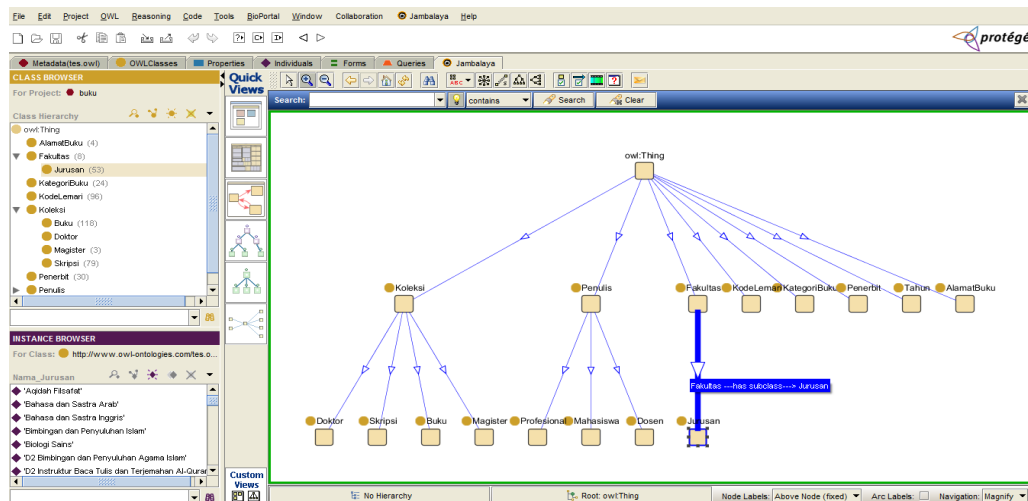 File Edit Project OWL Reasoning Code Tools BioPortal Window Collaboration Jambalaya Help
protégé
Metadata(tes.owl) OWLClasses Properties Individuals Forms Queries Jambalaya
CLASS BROWSER
For Project: buku
Class Hierarchy
owl:Thing
AlamatBuku (4)
Fakultas (8)
Jurusan (53)
KategoriBuku (24)
KodeLemari (96)
Koleksi
Buku (118)
Doktor
Magister (3)
Skripsi (79)
Penerbit (30)
Penulis
INSTANCE BROWSER
For Class: http://www.owl-ontologies.com/tes.o...
Nama_Jurusan
'Aqidah Filsafat'
'Bahasa dan Sastra Arab'
'Bahasa dan Sastra Inggris'
'Bimbingan dan Penyuluhan Islam'
'Biologi Sains'
'D2 Bimbingan dan Penyuluhan Agama Islam'
'D2 Instruktur Baca Tulis dan Terjemahan Al-Quran
Quick
Views
Custom
Views
Search: contains Search Clear
owl:Thing
Koleksi Penulis Fakultas KodeLemari KategoriBuku Penerbit Tahun AlamatBuku
Fakultas ---has subclass---> Jurusan
Doktor Skripsi Buku Magister Profesional Mahasiswa Dosen Jurusan
No Hierarchy Root: owl:Thing Node Labels: Above Node (fixed) Arc Labels: Navigation: Magnify